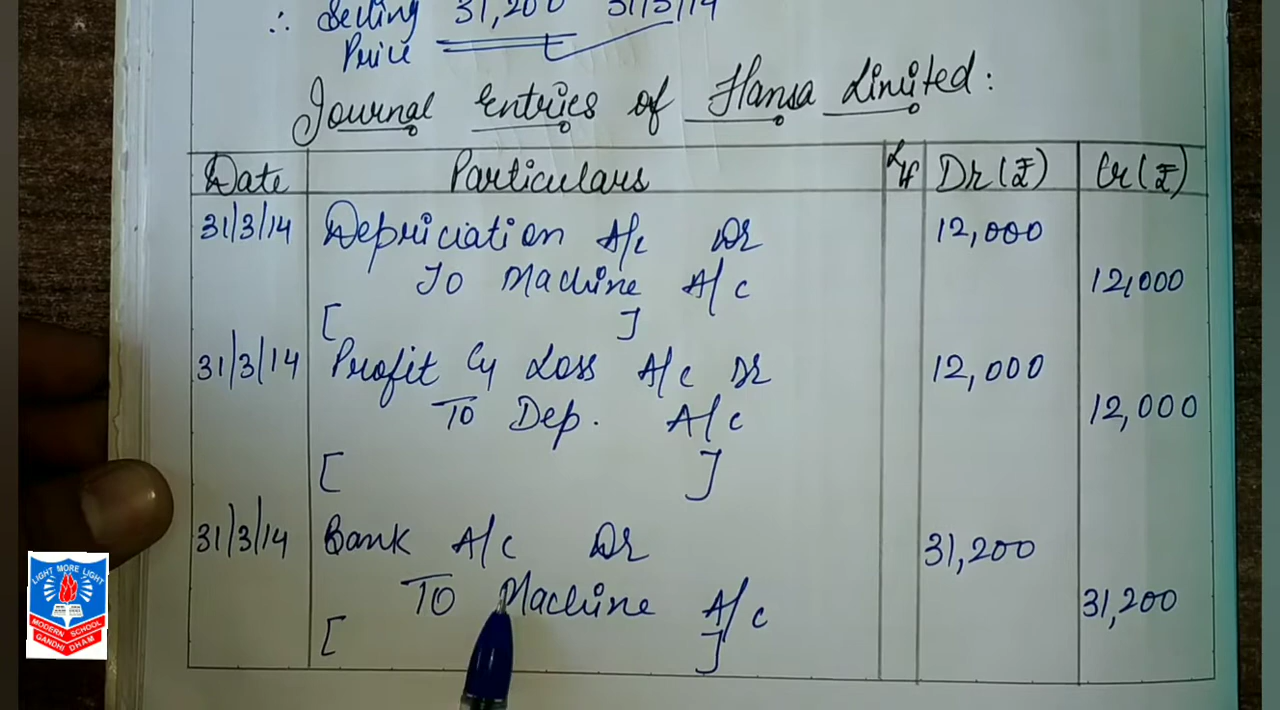 ∴ Selling 31,200 31/3/14
Price
Journal Entries of Hansa Limited:
Date Particulars Lf Dr (₹) Cr (₹)
31/3/14 Depriciation A/c Dr 12,000
To Machine A/c 12,000
[ ]
31/3/14 Profit & Loss A/c Dr 12,000
To Dep. A/c 12,000
[ ]
31/3/14 Bank A/c Dr 31,200
To Machine A/c 31,200
[ ]
LIGHT MORE LIGHT
MODERN SCHOOL
GANDHI DHAM